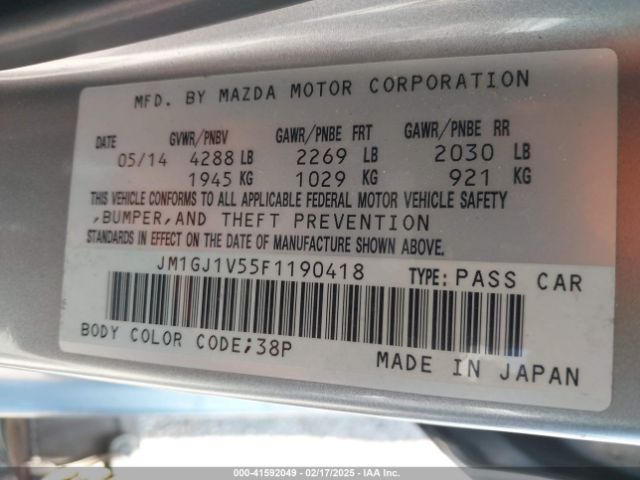 MFD. BY MAZDA MOTOR CORPORATION
DATE GVWR/PNBV GAWR/PNBE FRT GAWR/PNBE RR
05/14 4288 LB 2269 LB 2030 LB
1945 KG 1029 KG 921 KG
THIS VEHICLE CONFORMS TO ALL APPLICABLE FEDERAL MOTOR VEHICLE SAFETY
,BUMPER,AND THEFT PREVENTION
STANDARDS IN EFFECT ON THE DATE OF MANUFACTURE SHOWN ABOVE.
JM1GJ1V55F1190418 TYPE: PASS CAR
BODY COLOR CODE;38P
MADE IN JAPAN
000-41592049 - 02/17/2025 - IAA Inc.